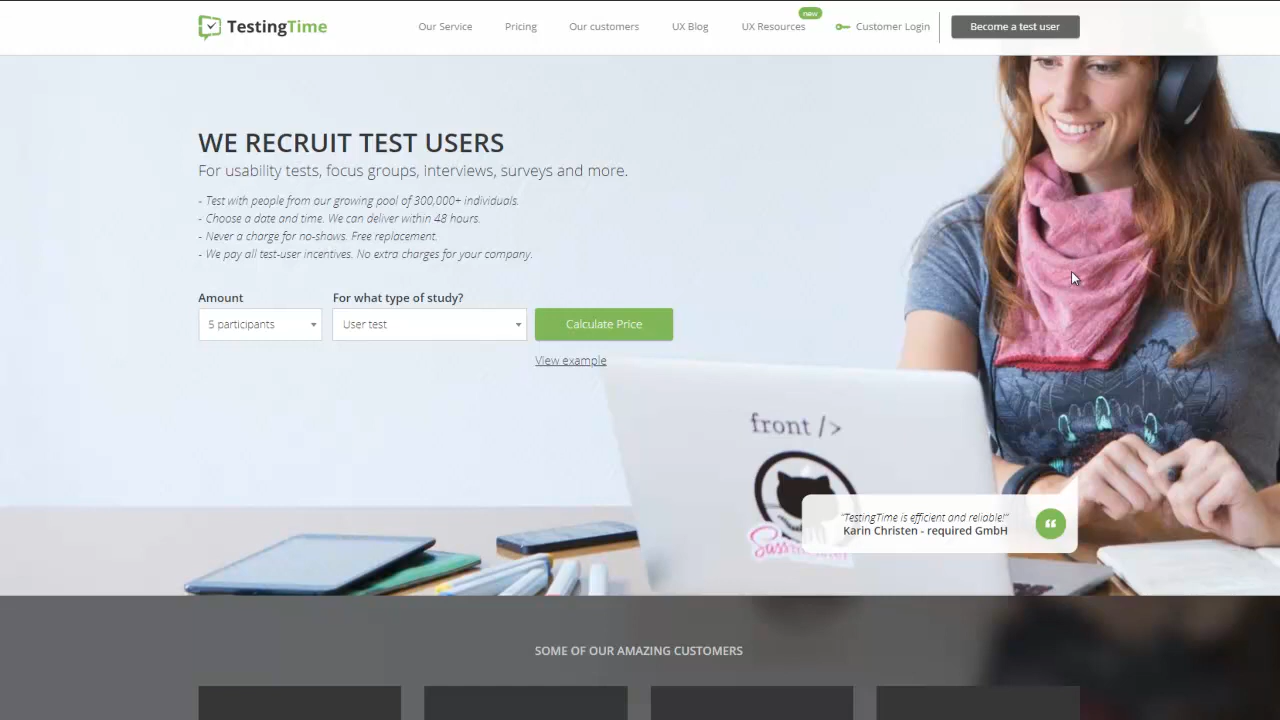 TestingTime
Our Service
Pricing
Our customers
UX Blog
UX Resources
new
Customer Login
Become a test user
WE RECRUIT TEST USERS
For usability tests, focus groups, interviews, surveys and more.
- Test with people from our growing pool of 300,000+ individuals.
- Choose a date and time. We can deliver within 48 hours.
- Never a charge for no-shows. Free replacement.
- We pay all test-user incentives. No extra charges for your company.
Amount
For what type of study?
5 participants
User test
Calculate Price
View example
front />
"TestingTime is efficient and reliable!"
Karin Christen - required GmbH
SOME OF OUR AMAZING CUSTOMERS